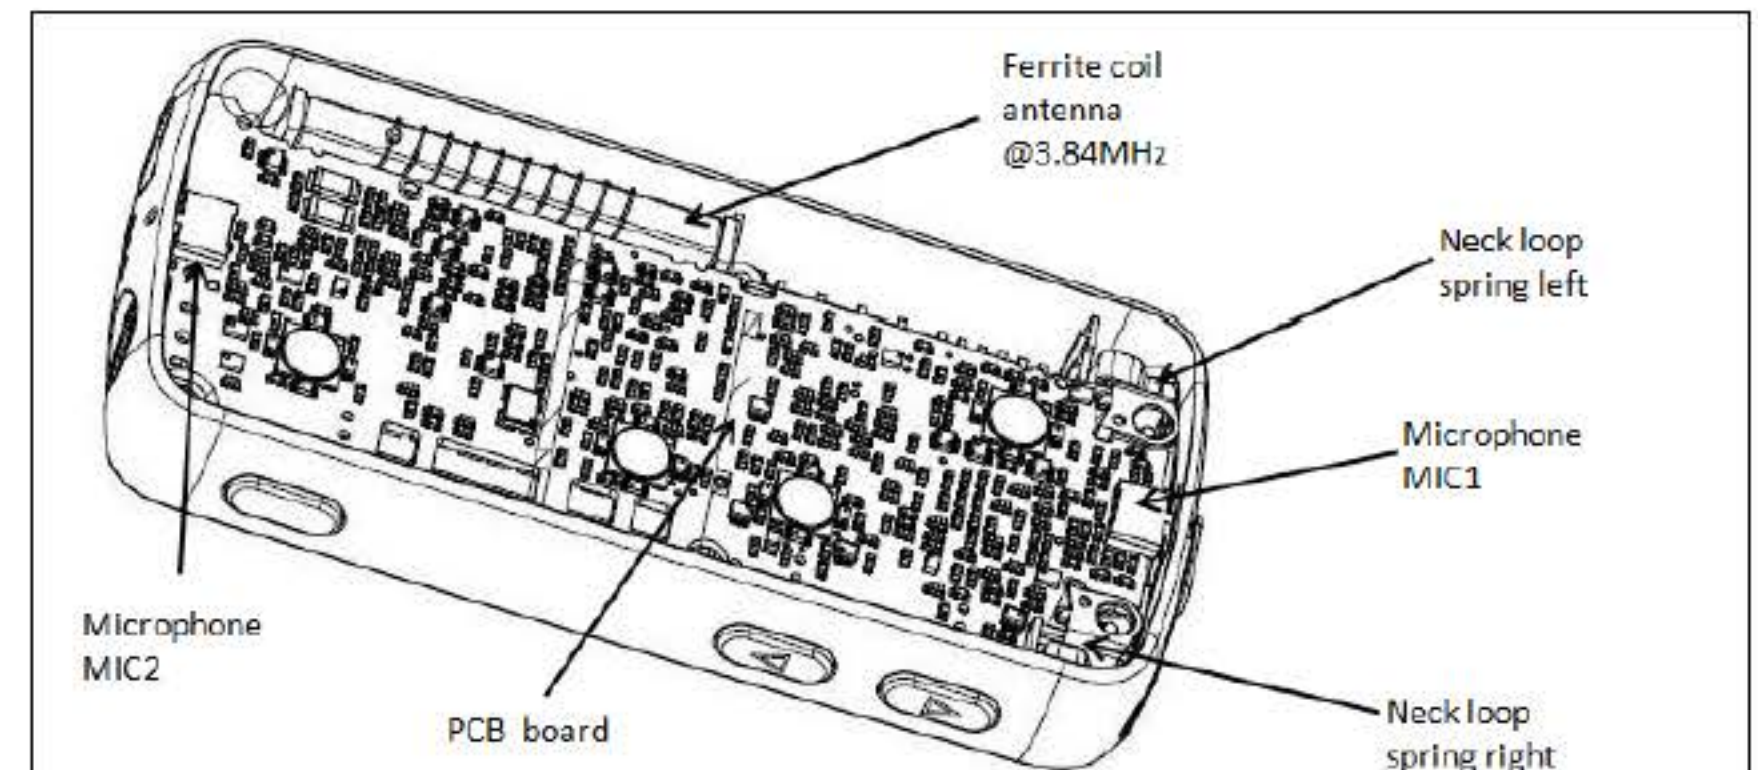 Ferrite coil
antenna
@3.84MHz
Neck loop
spring left
Microphone
MIC1
Microphone
MIC2
PCB board
Neck loop
spring right